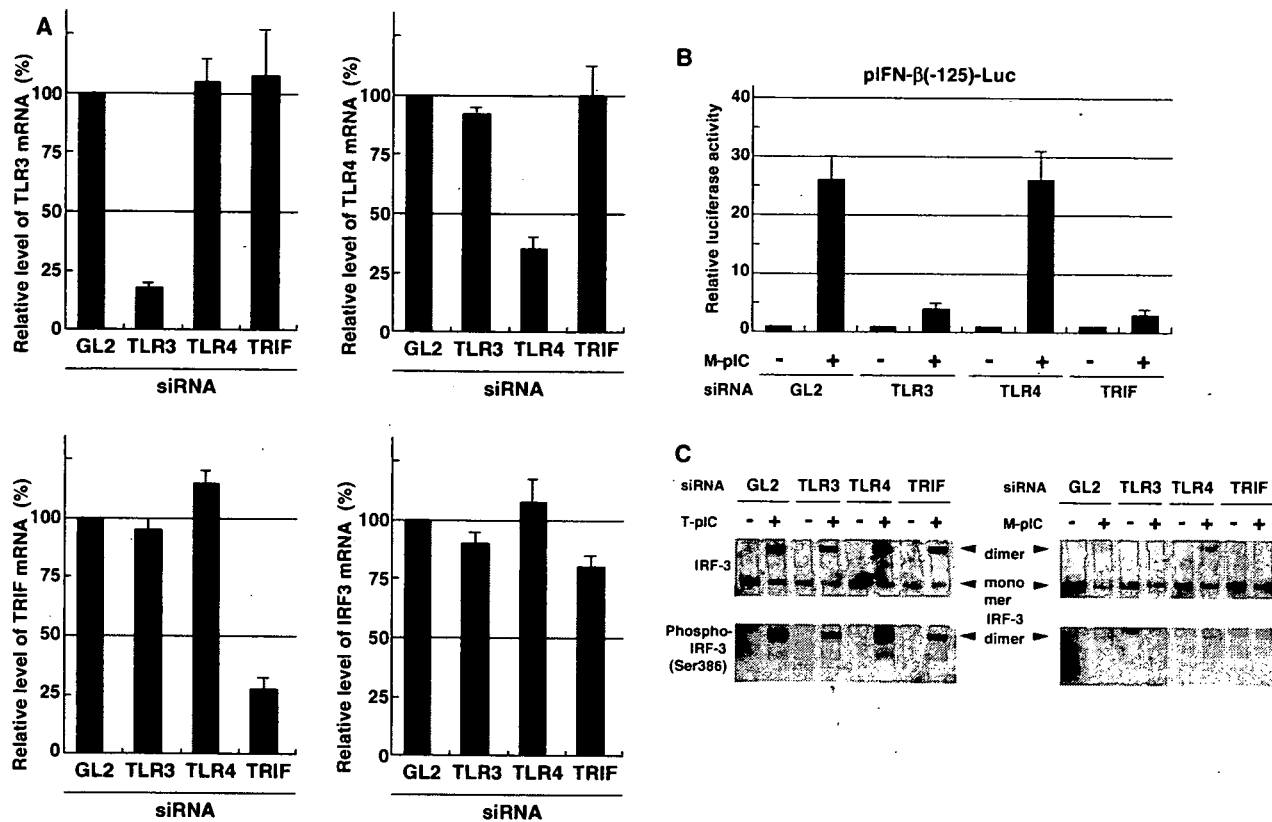 A
Relative level of TLR3 mRNA (%)
100
75
50
25
0
GL2 TLR3 TLR4 TRIF
siRNA
Relative level of TLR4 mRNA (%)
100
75
50
25
0
GL2 TLR3 TLR4 TRIF
siRNA
B
pIFN-β(-125)-Luc
Relative luciferase activity
40
30
20
10
0
M-pIC - + - + - + - +
siRNA GL2 TLR3 TLR4 TRIF
Relative level of TRIF mRNA (%)
100
75
50
25
0
GL2 TLR3 TLR4 TRIF
siRNA
Relative level of IRF3 mRNA (%)
100
75
50
25
0
GL2 TLR3 TLR4 TRIF
siRNA
C
siRNA GL2 TLR3 TLR4 TRIF
T-pIC - + - + - + - +
IRF-3
Phospho-
IRF-3
(Ser386)
dimer
mono
mer
IRF-3
dimer
siRNA GL2 TLR3 TLR4 TRIF
M-pIC - + - + - + - +